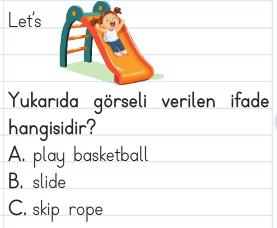 Let's
Yukarıda görseli verilen ifade
hangisidir?
A. play basketball
B. slide
C. skip rope